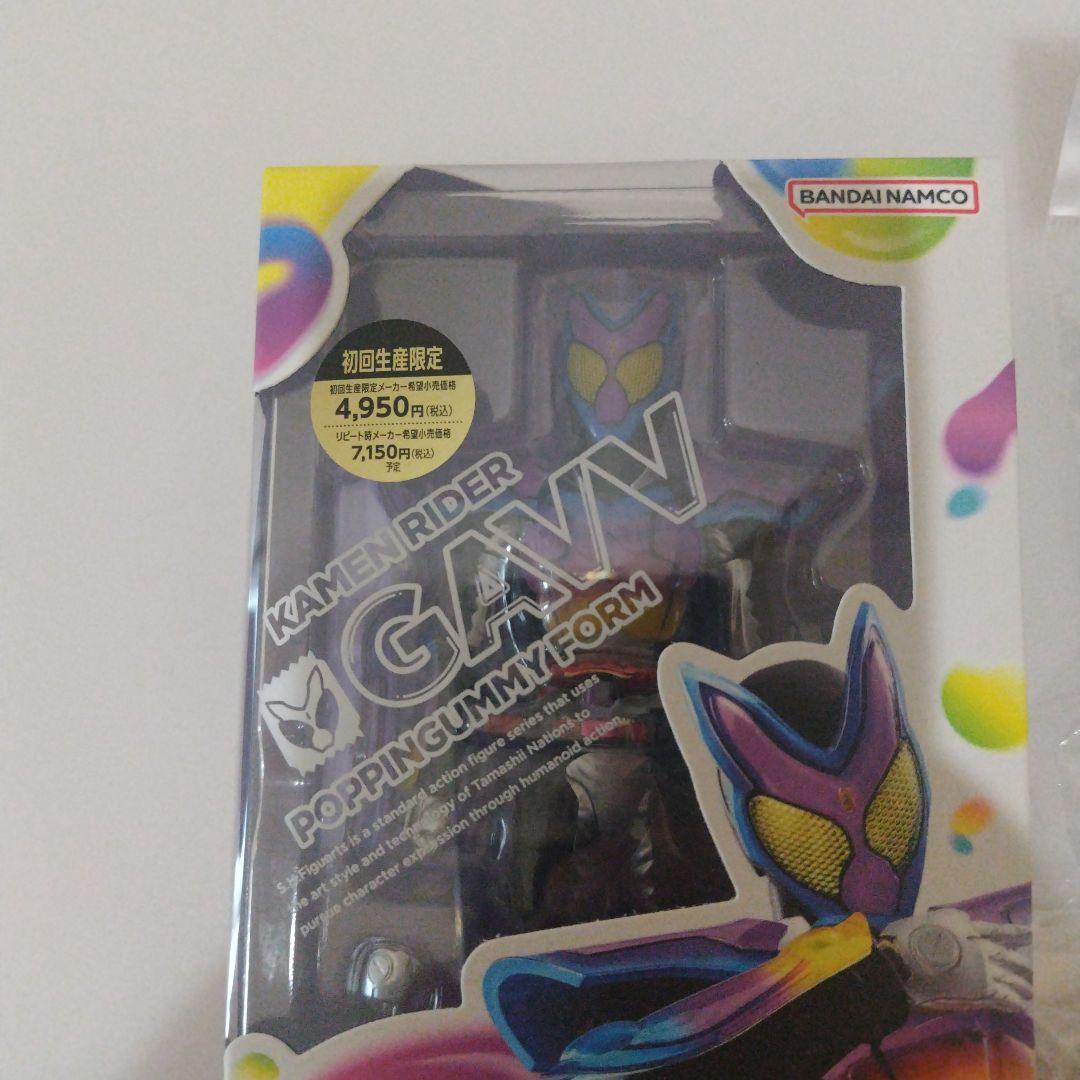 BANDAI NAMCO
初回生産限定
初回生産限定メーカー希望小売価格
4,950円(税込)
リピート時メーカー希望小売価格
7,150円(税込)
予定
KAMEN RIDER
GAVV
POPPINGUMMY FORM
S.H.Figuarts is a standard action figure series that uses
the art style and technology of Tamashii Nations to
pursue character expression through humanoid action.